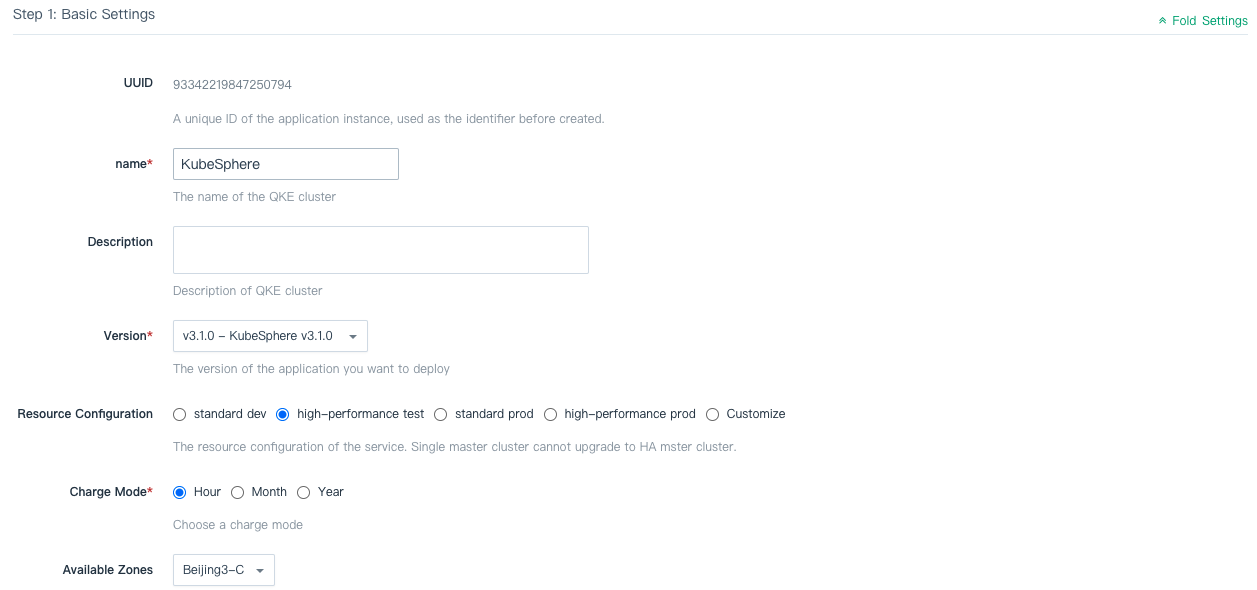 Step 1: Basic Settings
Fold Settings
UUID 93342219847250794
A unique ID of the application instance, used as the identifier before created.
name* KubeSphere
The name of the QKE cluster
Description
Description of QKE cluster
Version* v3.1.0 – KubeSphere v3.1.0
The version of the application you want to deploy
Resource Configuration standard dev high–performance test standard prod high–performance prod Customize
The resource configuration of the service. Single master cluster cannot upgrade to HA mster cluster.
Charge Mode* Hour Month Year
Choose a charge mode
Available Zones Beijing3–C